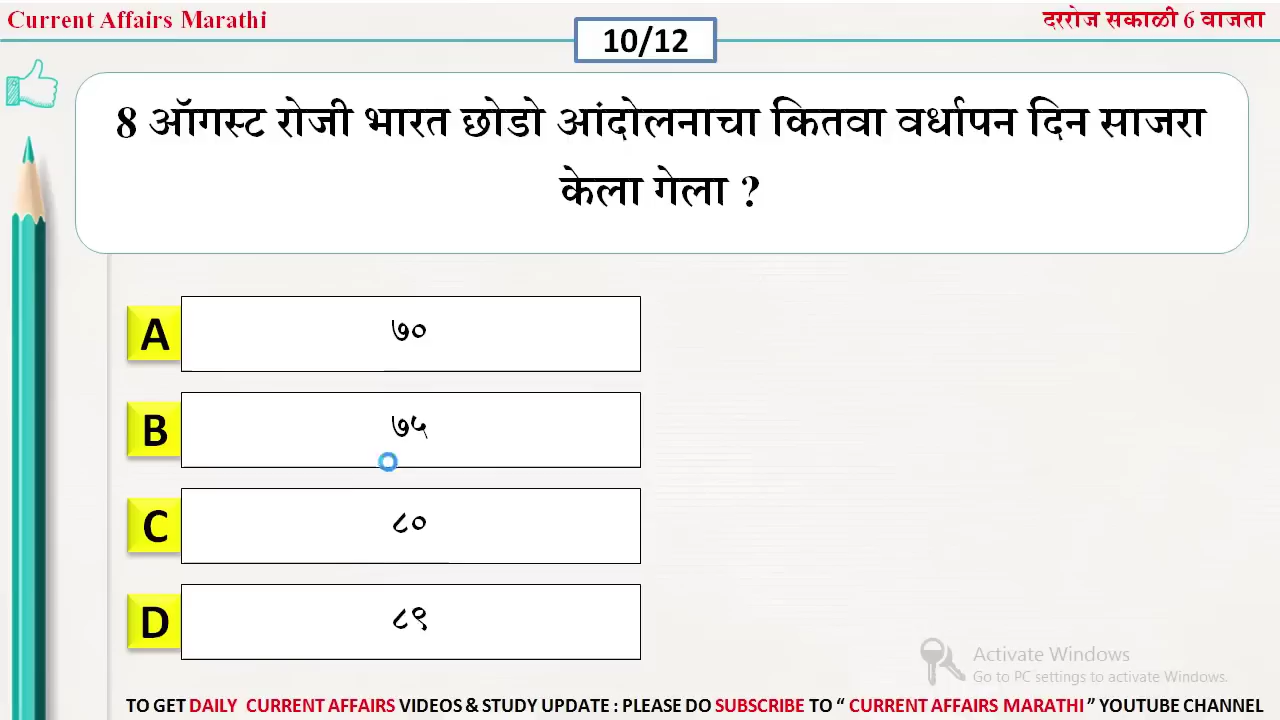 Current Affairs Marathi
दररोज सकाळी 6 वाजता
10/12
8 ऑगस्ट रोजी भारत छोडो आंदोलनाचा कितवा वर्धापन दिन साजरा
केला गेला ?
A ७०
B ७५
C ८०
D ८९
Activate Windows
Go to PC settings to activate Windows.
TO GET DAILY CURRENT AFFAIRS VIDEOS & STUDY UPDATE : PLEASE DO SUBSCRIBE TO “ CURRENT AFFAIRS MARATHI ” YOUTUBE CHANNEL